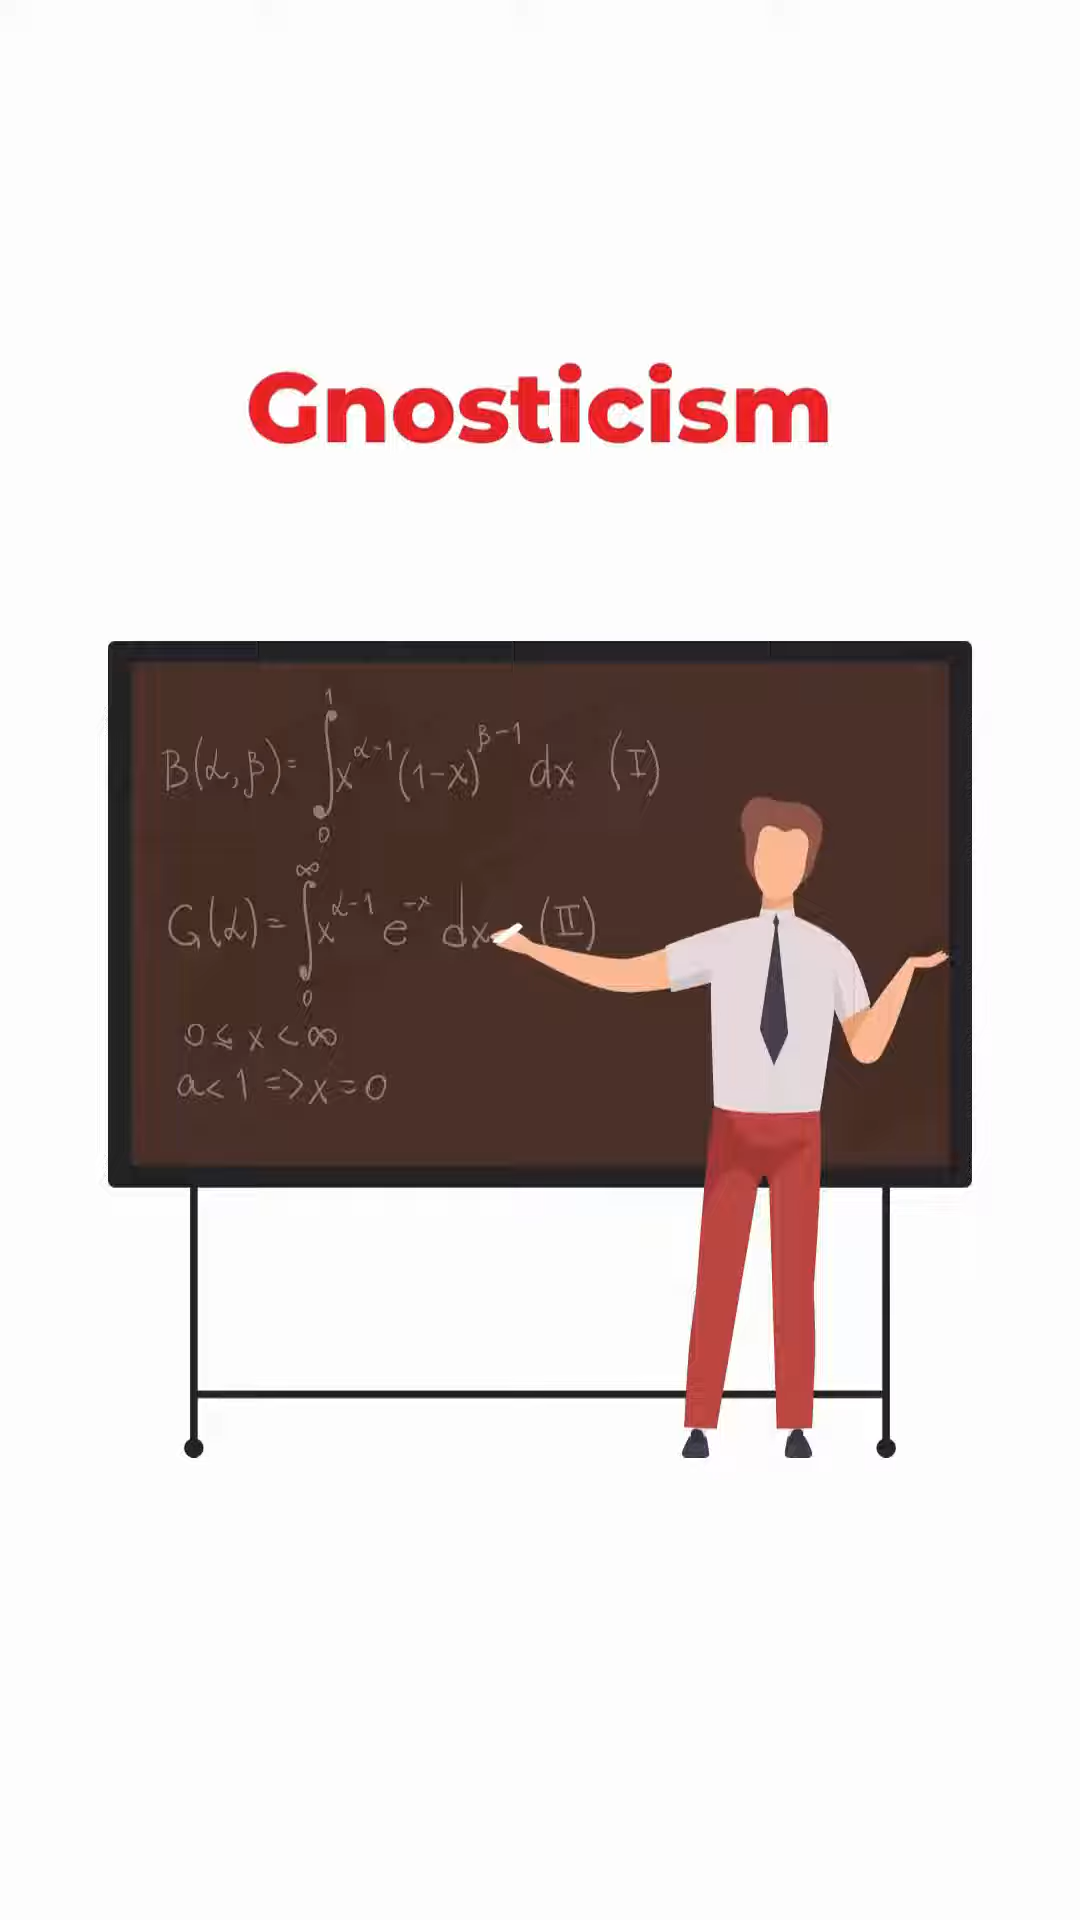 Gnosticism
B(α,β)= ∫₀¹ x^α-1 (1-x)^β-1 dx (I)
G(α)= ∫₀^∞ x^α-1 e^-x dx (II)
0 ≤ x < ∞
a< 1 => x = 0